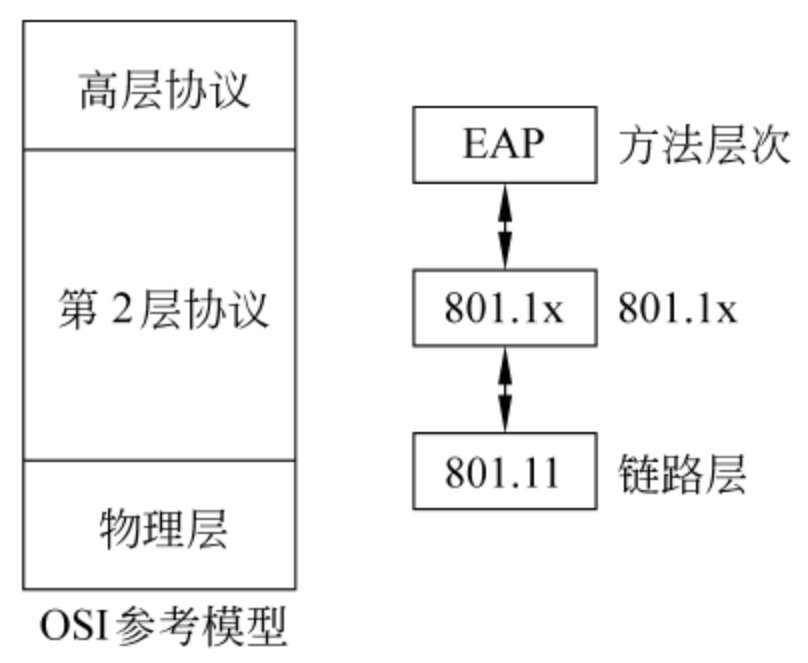 高层协议
第2层协议
物理层
OSI参考模型
EAP
方法层次
801.1x
801.1x
801.11
链路层